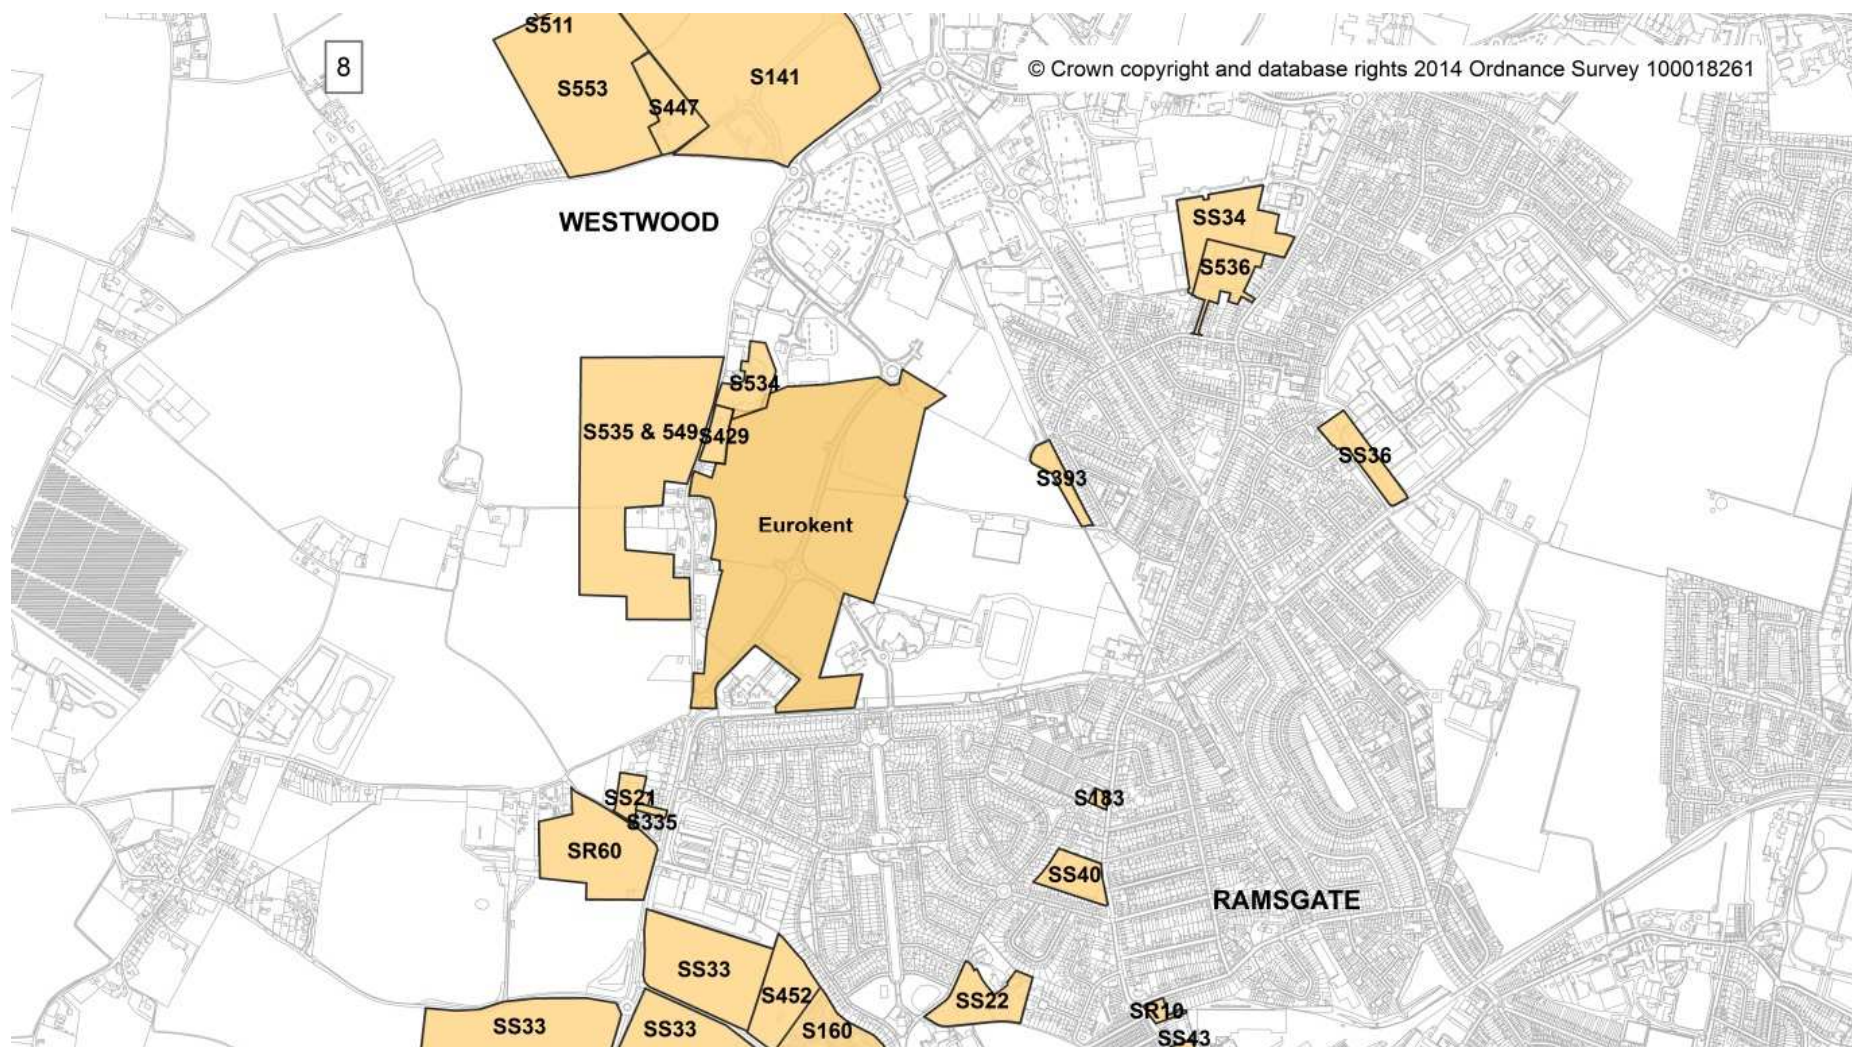 S511
8
© Crown copyright and database rights 2014 Ordnance Survey 100018261
S141
S553
S447
WESTWOOD
SS34
S536
S534
S535 & 549
S429
SS36
S393
Eurokent
SS21
S183
S335
SR60
SS40
RAMSGATE
SS33
S452
SS22
SR10
SS33
SS33
S160
SS43